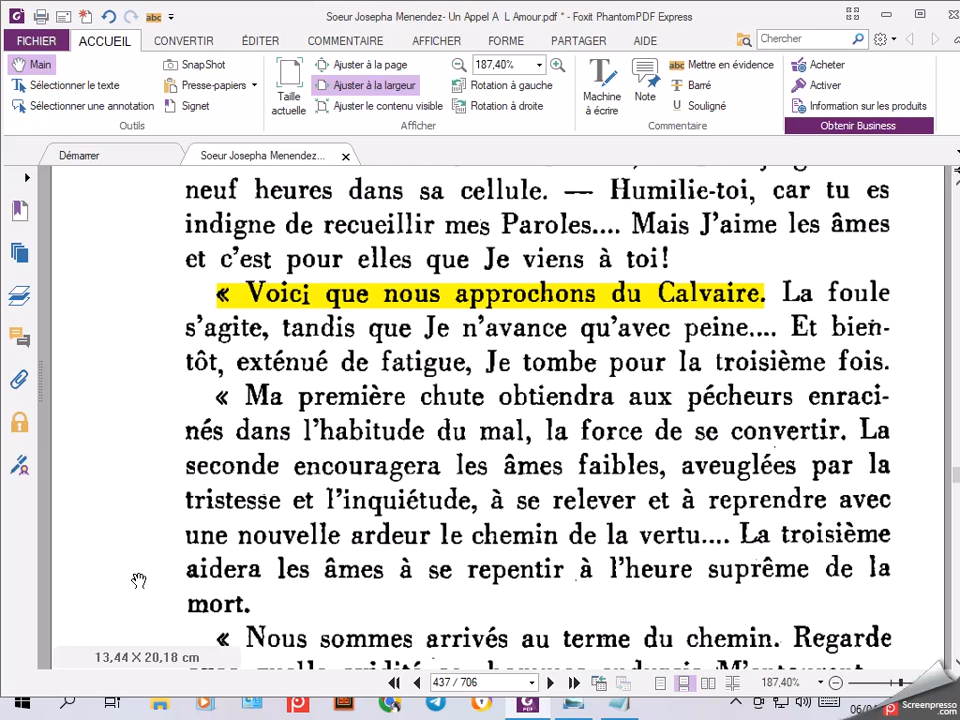 Soeur Josepha Menendez- Un Appel A L Amour.pdf * - Foxit PhantomPDF Express
FICHIER ACCUEIL CONVERTIR ÉDITER COMMENTAIRE AFFICHER FORME PARTAGER AIDE Chercher
Main
Sélectionner le texte
Sélectionner une annotation
Outils
SnapShot
Presse-papiers
Signet
Taille actuelle
Ajuster à la page
Ajuster à la largeur
Ajuster le contenu visible
187,40%
Rotation à gauche
Rotation à droite
Afficher
Machine à écrire
Note
abc Mettre en évidence
Barré
U Souligné
Commentaire
Acheter
Activer
Information sur les produits
Obtenir Business
Démarrer
Soeur Josepha Menendez...
neuf heures dans sa cellule. — Humilie-toi, car tu es
indigne de recueillir mes Paroles.... Mais J'aime les âmes
et c'est pour elles que Je viens à toi!
« Voici que nous approchons du Calvaire. La foule
s'agite, tandis que Je n'avance qu'avec peine.... Et bien-
tôt, exténué de fatigue, Je tombe pour la troisième fois.
« Ma première chute obtiendra aux pécheurs enraci-
nés dans l'habitude du mal, la force de se convertir. La
seconde encouragera les âmes faibles, aveuglées par la
tristesse et l'inquiétude, à se relever et à reprendre avec
une nouvelle ardeur le chemin de la vertu.... La troisième
aidera les âmes à se repentir à l'heure suprême de la
mort.
« Nous sommes arrivés au terme du chemin. Regarde
13,44 X 20,18 cm
437 / 706
187,40%
Screenpresso
.com